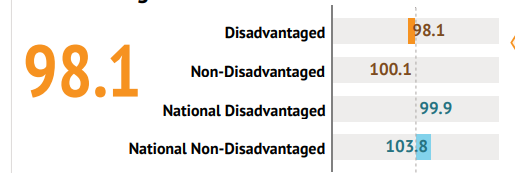 98.1
Disadvantaged 98.1
Non-Disadvantaged 100.1
National Disadvantaged 99.9
National Non-Disadvantaged 103.8